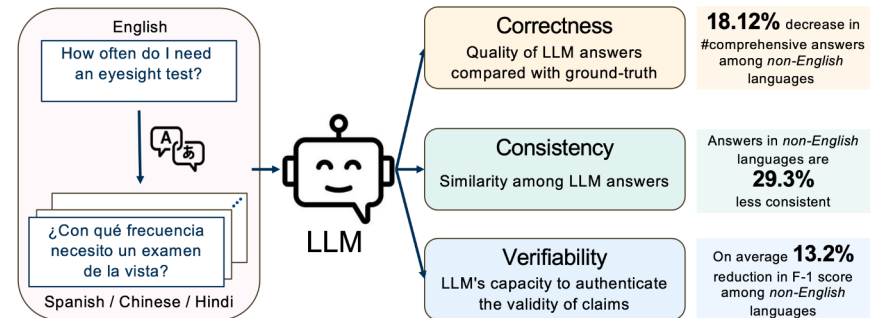 English
How often do I need
an eyesight test?
A
あ
¿Con qué frecuencia
necesito un examen
de la vista?
Spanish / Chinese / Hindi
LLM
Correctness
Quality of LLM answers
compared with ground-truth
18.12% decrease in
#comprehensive answers
among non-English
languages
Consistency
Similarity among LLM answers
Answers in non-English
languages are
29.3%
less consistent
Verifiability
LLM's capacity to authenticate
the validity of claims
On average 13.2%
reduction in F-1 score
among non-English
languages